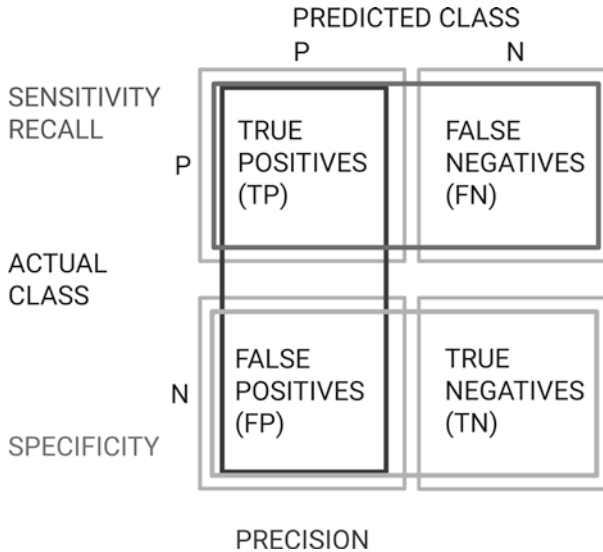 PREDICTED CLASS
P
N
SENSITIVITY
RECALL
P
TRUE
POSITIVES
(TP)
FALSE
NEGATIVES
(FN)
ACTUAL
CLASS
N
FALSE
POSITIVES
(FP)
TRUE
NEGATIVES
(TN)
SPECIFICITY
PRECISION